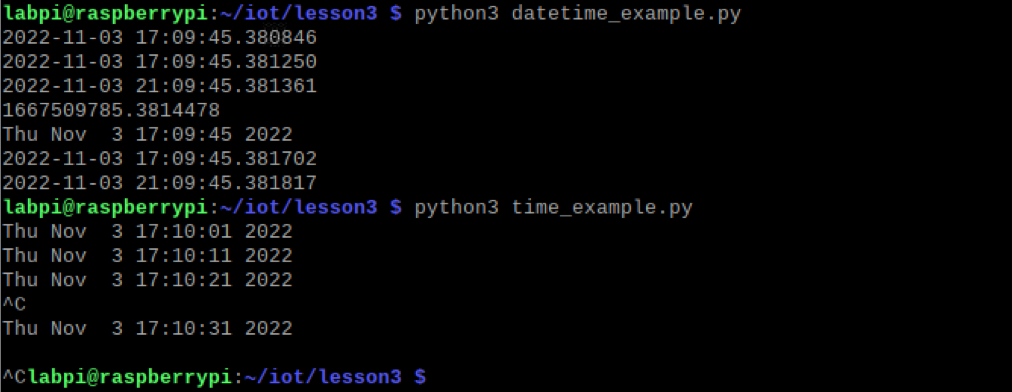 labpi@raspberrypi:~/iot/lesson3 $ python3 datetime_example.py
2022-11-03 17:09:45.380846
2022-11-03 17:09:45.381250
2022-11-03 21:09:45.381361
1667509785.3814478
Thu Nov  3 17:09:45 2022
2022-11-03 17:09:45.381702
2022-11-03 21:09:45.381817
labpi@raspberrypi:~/iot/lesson3 $ python3 time_example.py
Thu Nov  3 17:10:01 2022
Thu Nov  3 17:10:11 2022
Thu Nov  3 17:10:21 2022
^C
Thu Nov  3 17:10:31 2022
^Clabpi@raspberrypi:~/iot/lesson3 $